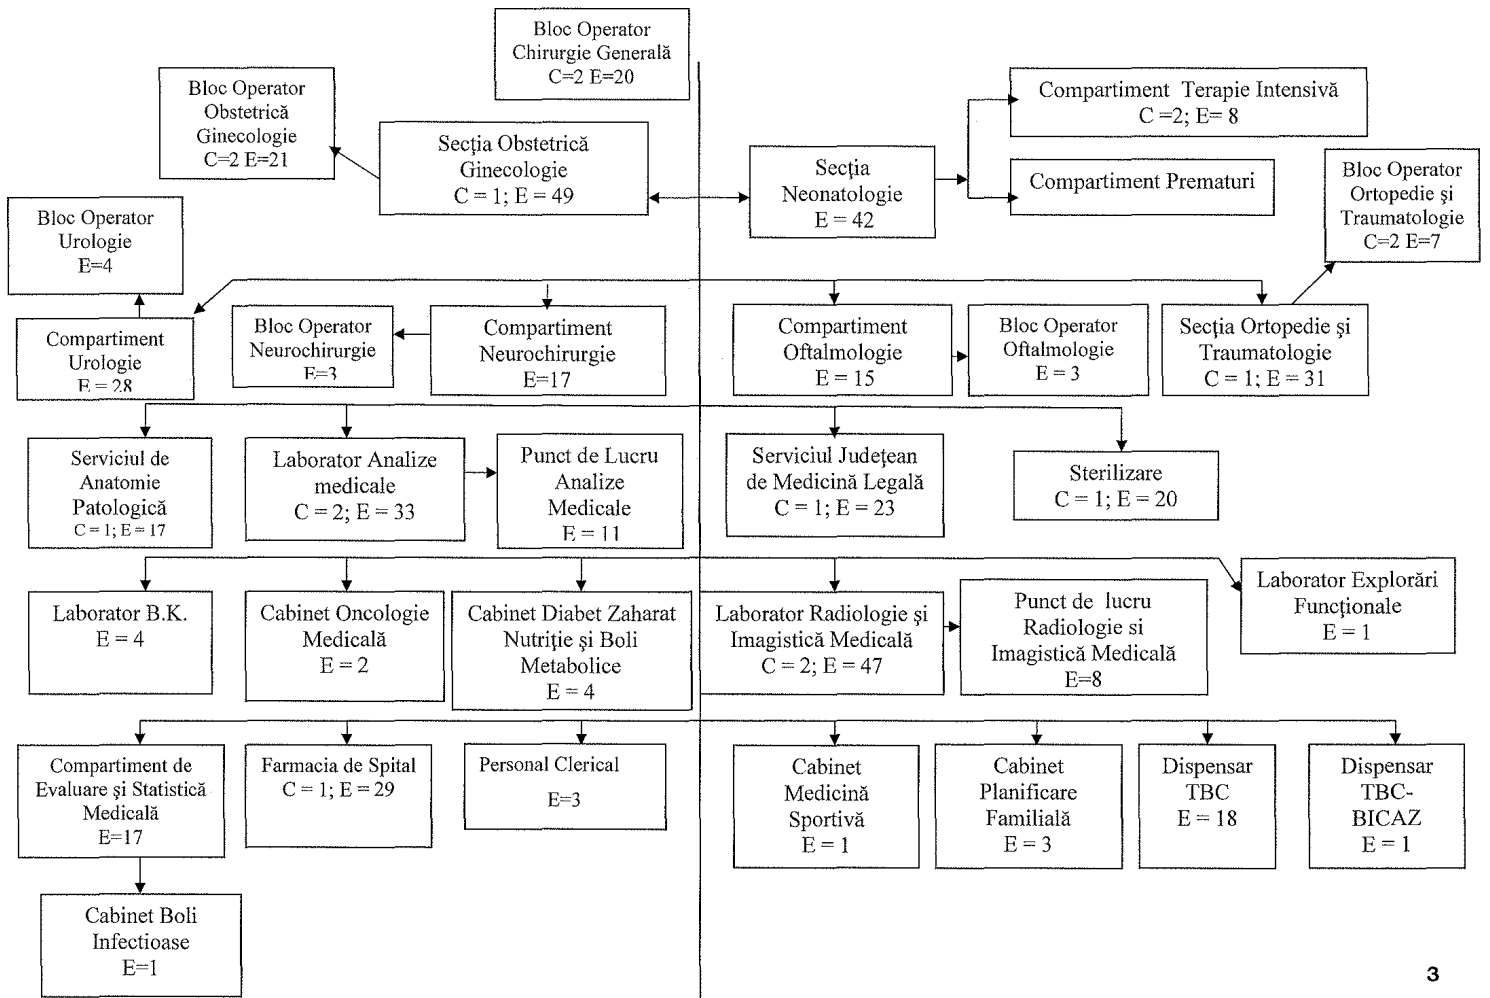 Bloc Operator
Chirurgie Generală
C=2 E=20
Bloc Operator
Obstetrică
Ginecologie
C=2 E=21
Secția Obstetrică
Ginecologie
C = 1; E = 49
Secția
Neonatologie
E = 42
Compartiment Terapie Intensivă
C =2; E= 8
Compartiment Prematuri
Bloc Operator
Ortopedie şi
Traumatologie
C=2 E=7
Bloc Operator
Urologie
E=4
Compartiment
Urologie
E = 28
Bloc Operator
Neurochirurgie
E=3
Compartiment
Neurochirurgie
E=17
Compartiment
Oftalmologie
E = 15
Bloc Operator
Oftalmologie
E = 3
Secția Ortopedie şi
Traumatologie
C = 1; E = 31
Serviciul de
Anatomie
Patologică
C = 1; E = 17
Laborator Analize
medicale
C = 2; E = 33
Punct de Lucru
Analize
Medicale
E = 11
Serviciul Județean
de Medicină Legală
C = 1; E = 23
Sterilizare
C = 1; E = 20
Laborator B.K.
E = 4
Cabinet Oncologie
Medicală
E = 2
Cabinet Diabet Zaharat
Nutriție şi Boli
Metabolice
E = 4
Laborator Radiologie şi
Imagistică Medicală
C = 2; E = 47
Punct de lucru
Radiologie si
Imagistică Medicală
E=8
Laborator Explorări
Funcționale
E = 1
Compartiment de
Evaluare şi Statistică
Medicală
E=17
Farmacia de Spital
C = 1; E = 29
Personal Clerical
E=3
Cabinet
Medicină
Sportivă
E = 1
Cabinet
Planificare
Familială
E = 3
Dispensar
TBC
E = 18
Dispensar
TBC-
BICAZ
E = 1
Cabinet Boli
Infectioase
E=1
3